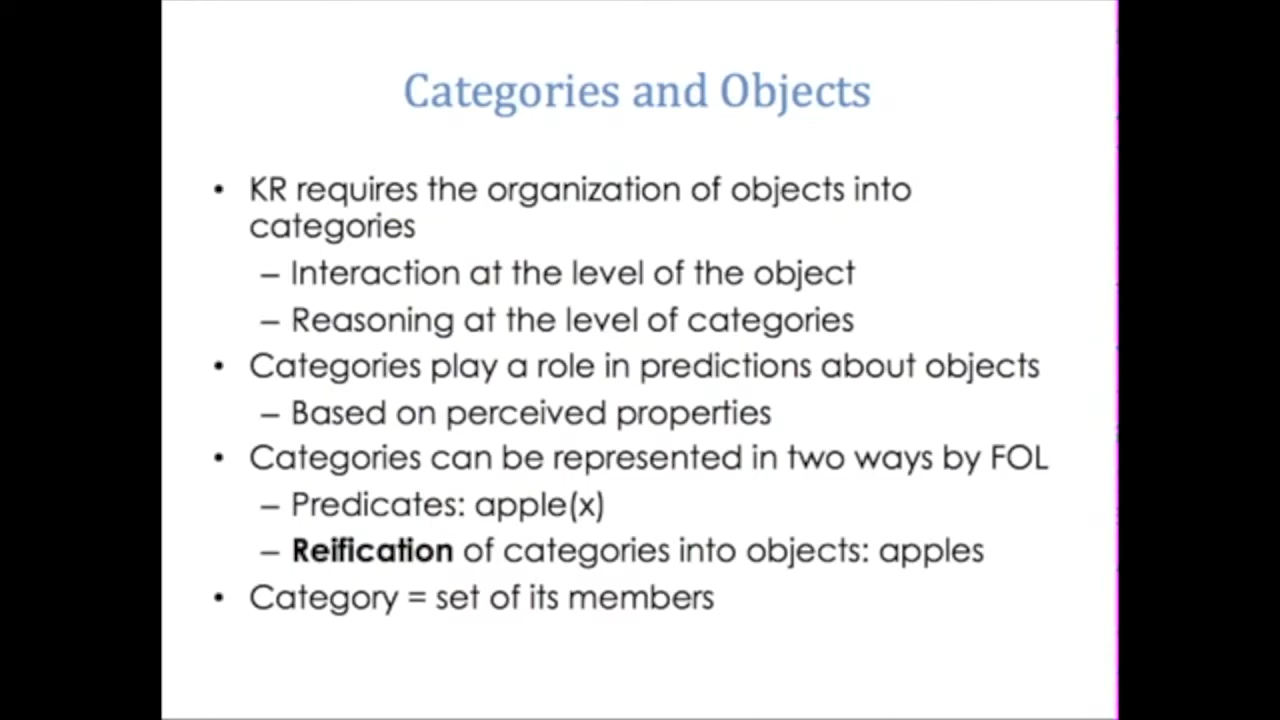 Categories and Objects
• KR requires the organization of objects into
categories
– Interaction at the level of the object
– Reasoning at the level of categories
• Categories play a role in predictions about objects
– Based on perceived properties
• Categories can be represented in two ways by FOL
– Predicates: apple(x)
– Reification of categories into objects: apples
• Category = set of its members